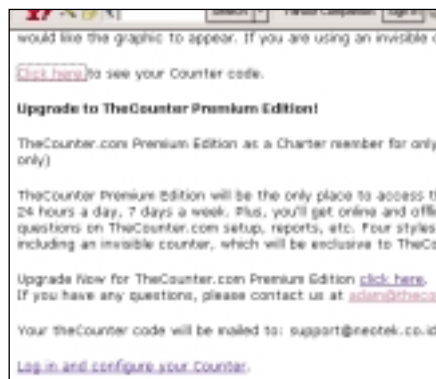 would like the graphic to appear. If you are using an invisible
Click here to see your Counter code.
Upgrade to TheCounter Premium Edition!
TheCounter.com Premium Edition as a Charter member for only
only)
TheCounter Premium Edition will be the only place to access
24 hours a day, 7 days a week. Plus, you'll get online and
questions on TheCounter.com setup, reports, etc. Four styles
including an invisible counter, which will be exclusive to
Upgrade Now for TheCounter.com Premium Edition click here.
If you have any questions, please contact us at
Your theCounter code will be mailed to: support@neotek.co.id
Log in and configure your Counter.